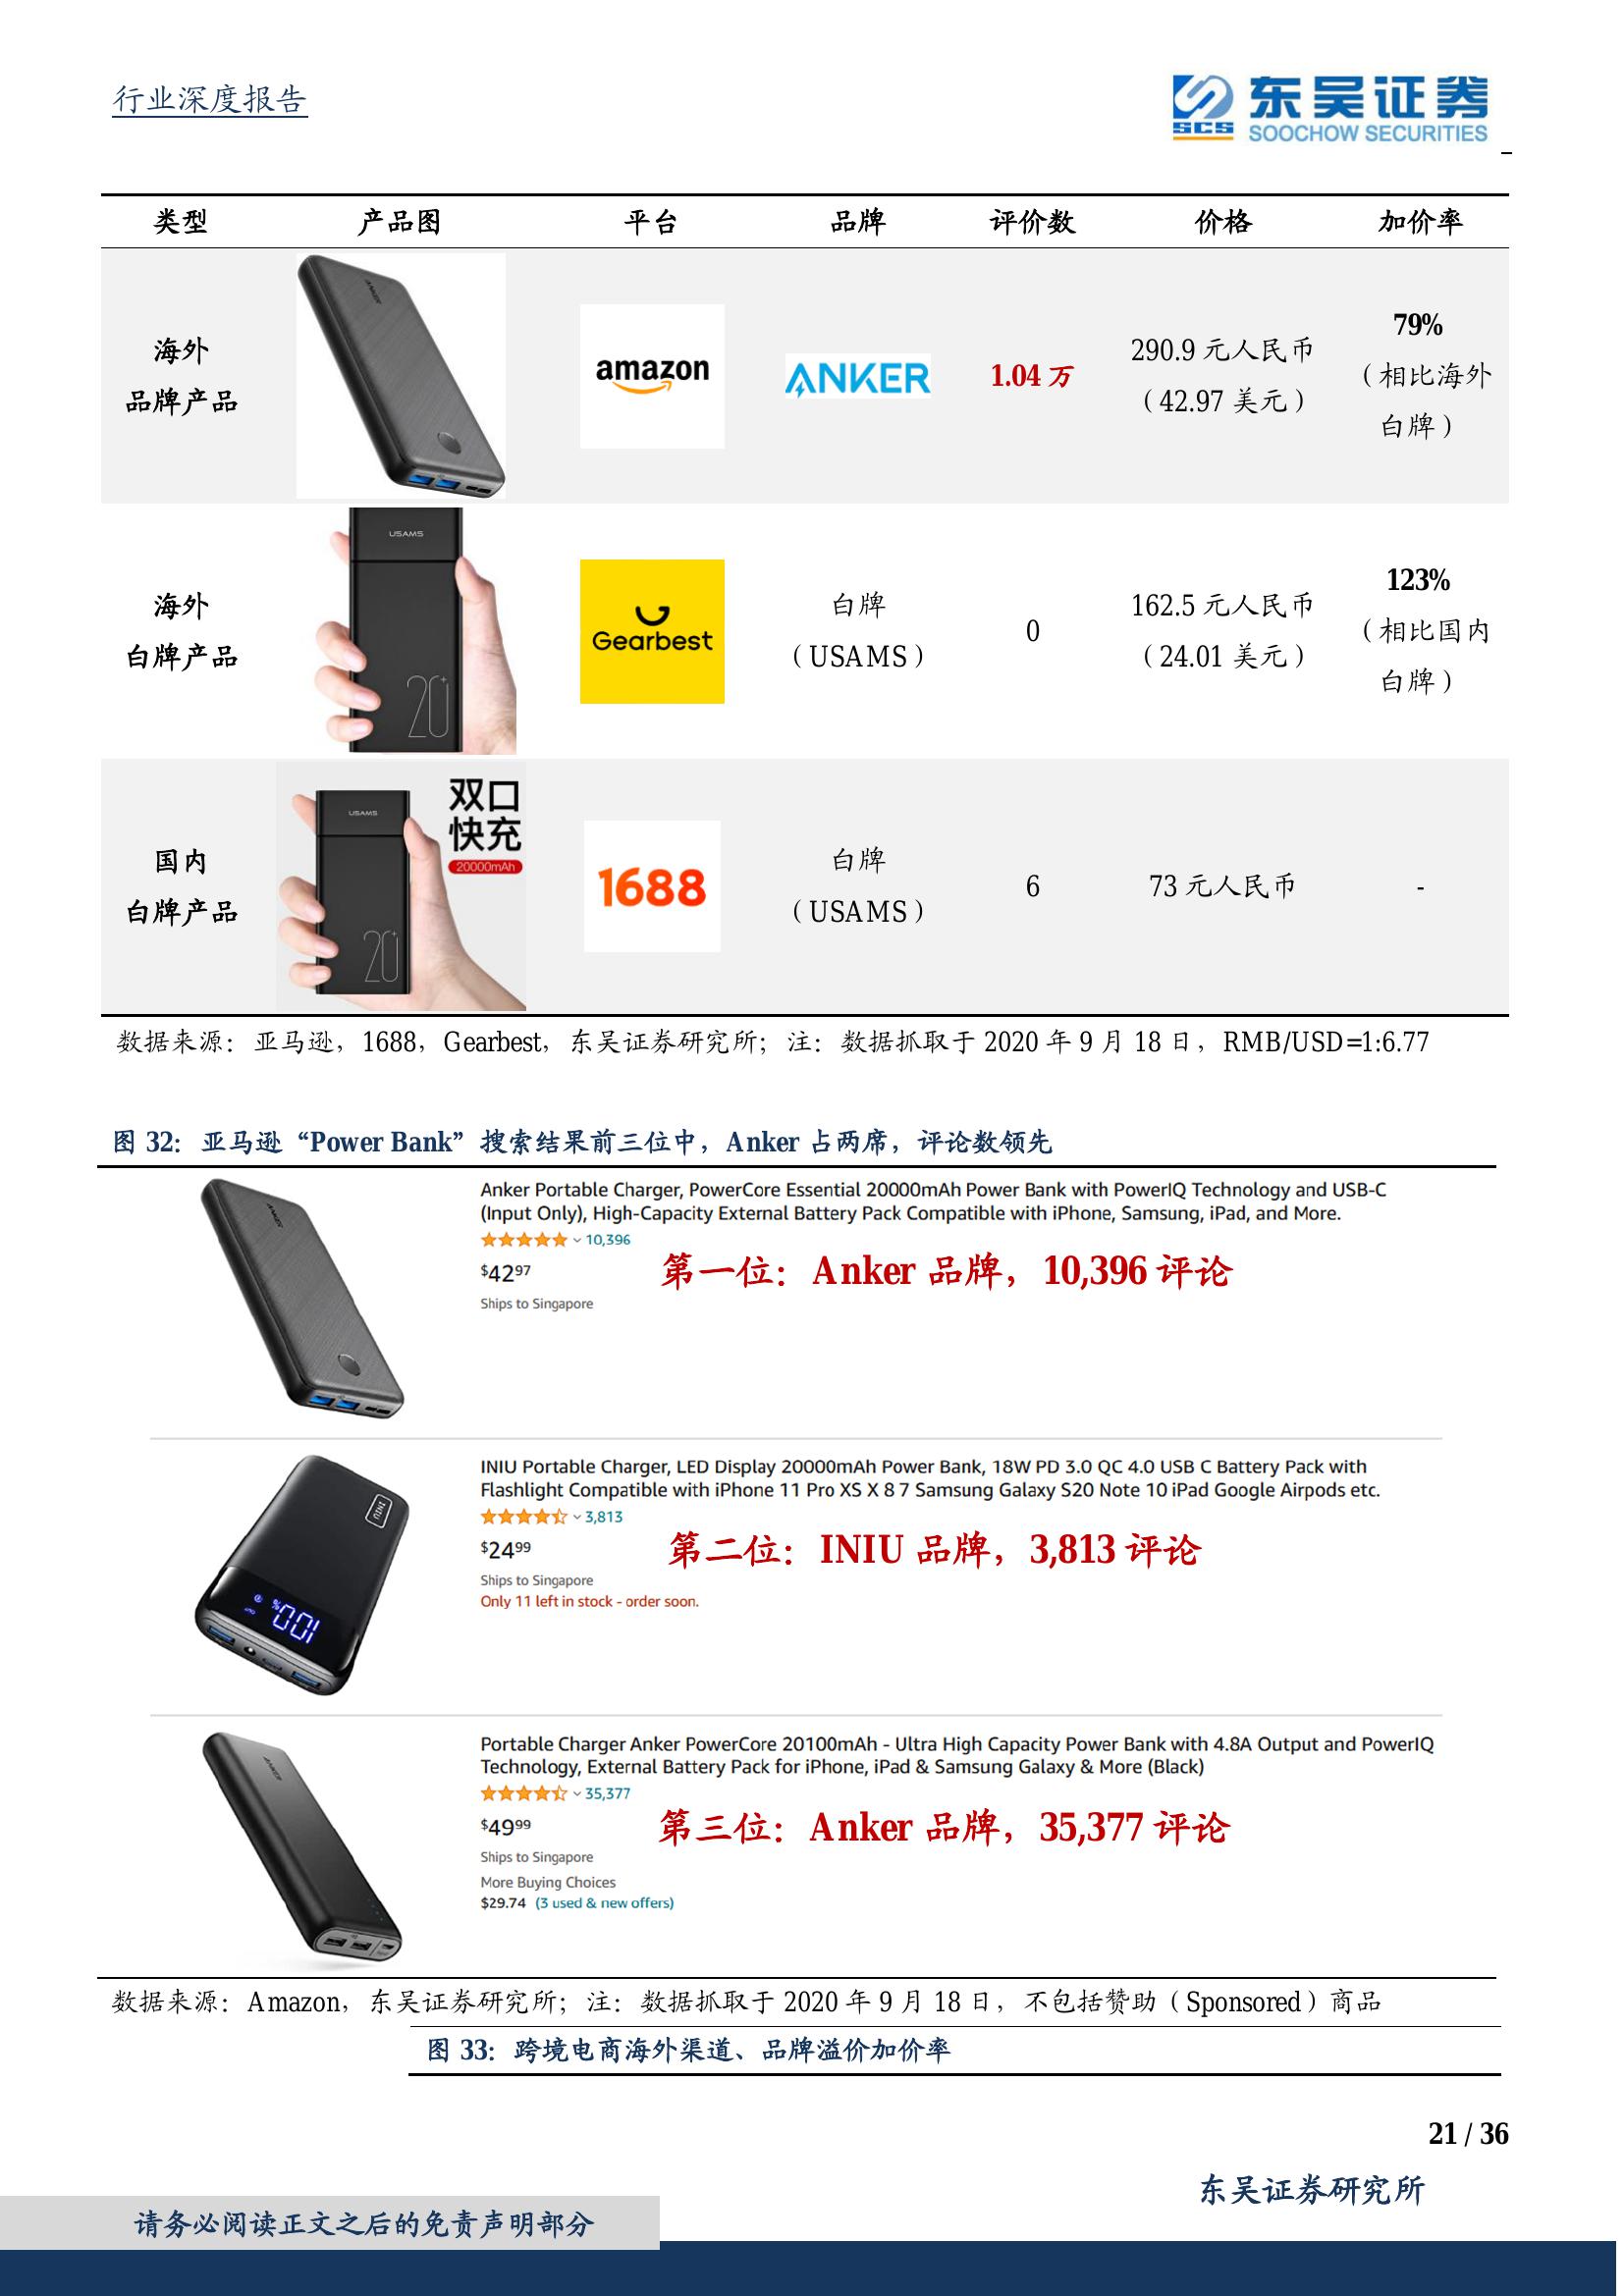 行业深度报告
SCS
东吴证券
SOOCHOW SECURITIES
类型 产品图 平台 品牌 评价数 价格 加价率
海外
品牌产品
ANKER
amazon
ANKER
1.04 万
290.9 元人民币
（42.97 美元）
79%
（相比海外
白牌）
海外
白牌产品
USAMS
20+
Gearbest
白牌
（USAMS）
0
162.5 元人民币
（24.01 美元）
123%
（相比国内
白牌）
国内
白牌产品
USAMS
20+
双口
快充
20000mAh
1688
白牌
（USAMS）
6
73 元人民币
-
数据来源：亚马逊，1688，Gearbest，东吴证券研究所；注：数据抓取于 2020 年 9 月 18 日，RMB/USD=1:6.77
图 32：亚马逊“Power Bank”搜索结果前三位中，Anker 占两席，评论数领先
ANKER
Anker Portable Charger, PowerCore Essential 20000mAh Power Bank with PowerIQ Technology and USB-C
(Input Only), High-Capacity External Battery Pack Compatible with iPhone, Samsung, iPad, and More.
10,396
$4297
第一位：Anker 品牌，10,396 评论
Ships to Singapore
INIU
100%
INIU Portable Charger, LED Display 20000mAh Power Bank, 18W PD 3.0 QC 4.0 USB C Battery Pack with
Flashlight Compatible with iPhone 11 Pro XS X 8 7 Samsung Galaxy S20 Note 10 iPad Google Airpods etc.
3,813
$2499
第二位：INIU 品牌，3,813 评论
Ships to Singapore
Only 11 left in stock - order soon.
ANKER
Portable Charger Anker PowerCore 20100mAh - Ultra High Capacity Power Bank with 4.8A Output and PowerIQ
Technology, External Battery Pack for iPhone, iPad & Samsung Galaxy & More (Black)
35,377
$4999
第三位：Anker 品牌，35,377 评论
Ships to Singapore
More Buying Choices
$29.74 (3 used & new offers)
数据来源：Amazon，东吴证券研究所；注：数据抓取于 2020 年 9 月 18 日，不包括赞助（Sponsored）商品
图 33：跨境电商海外渠道、品牌溢价加价率
21 / 36
东吴证券研究所
请务必阅读正文之后的免责声明部分